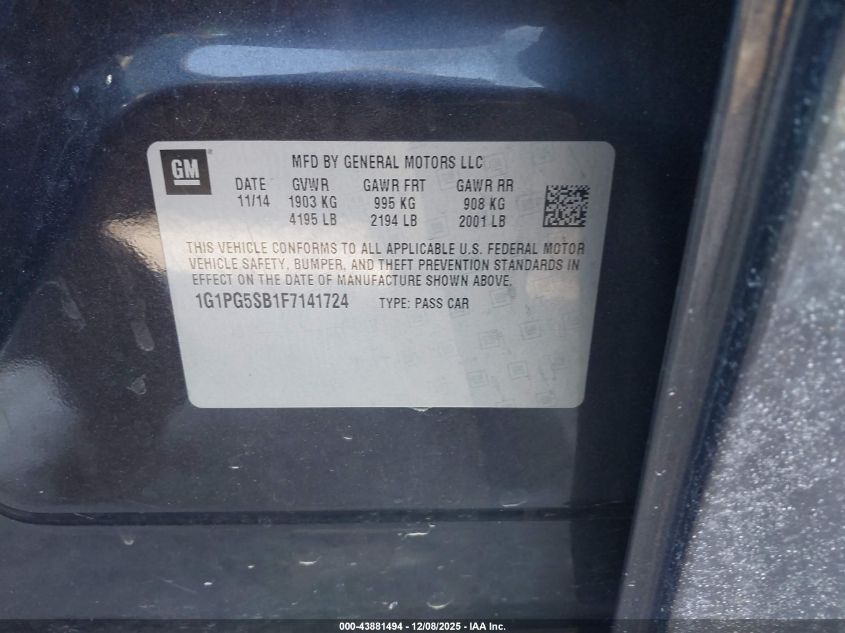 GM
MFD BY GENERAL MOTORS LLC
DATE GVWR GAWR FRT GAWR RR
11/14 1903 KG 995 KG 908 KG
4195 LB 2194 LB 2001 LB
THIS VEHICLE CONFORMS TO ALL APPLICABLE U.S. FEDERAL MOTOR
VEHICLE SAFETY, BUMPER, AND THEFT PREVENTION STANDARDS IN
EFFECT ON THE DATE OF MANUFACTURE SHOWN ABOVE.
1G1PG5SB1F7141724 TYPE: PASS CAR
000-43881494 - 12/08/2025 - IAA Inc.